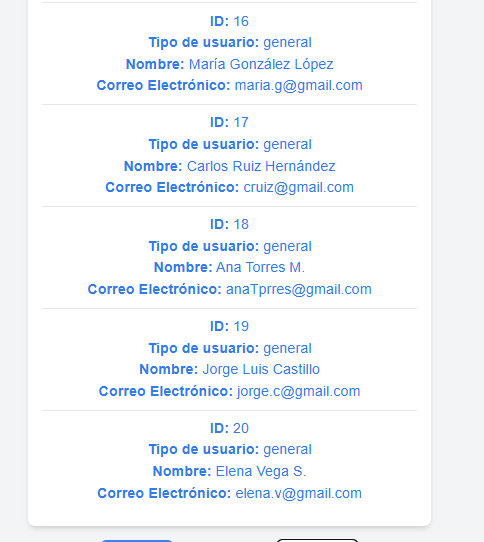 ID: 16
Tipo de usuario: general
Nombre: María González López
Correo Electrónico: maria.g@gmail.com
ID: 17
Tipo de usuario: general
Nombre: Carlos Ruiz Hernández
Correo Electrónico: cruiz@gmail.com
ID: 18
Tipo de usuario: general
Nombre: Ana Torres M.
Correo Electrónico: anaTprres@gmail.com
ID: 19
Tipo de usuario: general
Nombre: Jorge Luis Castillo
Correo Electrónico: jorge.c@gmail.com
ID: 20
Tipo de usuario: general
Nombre: Elena Vega S.
Correo Electrónico: elena.v@gmail.com